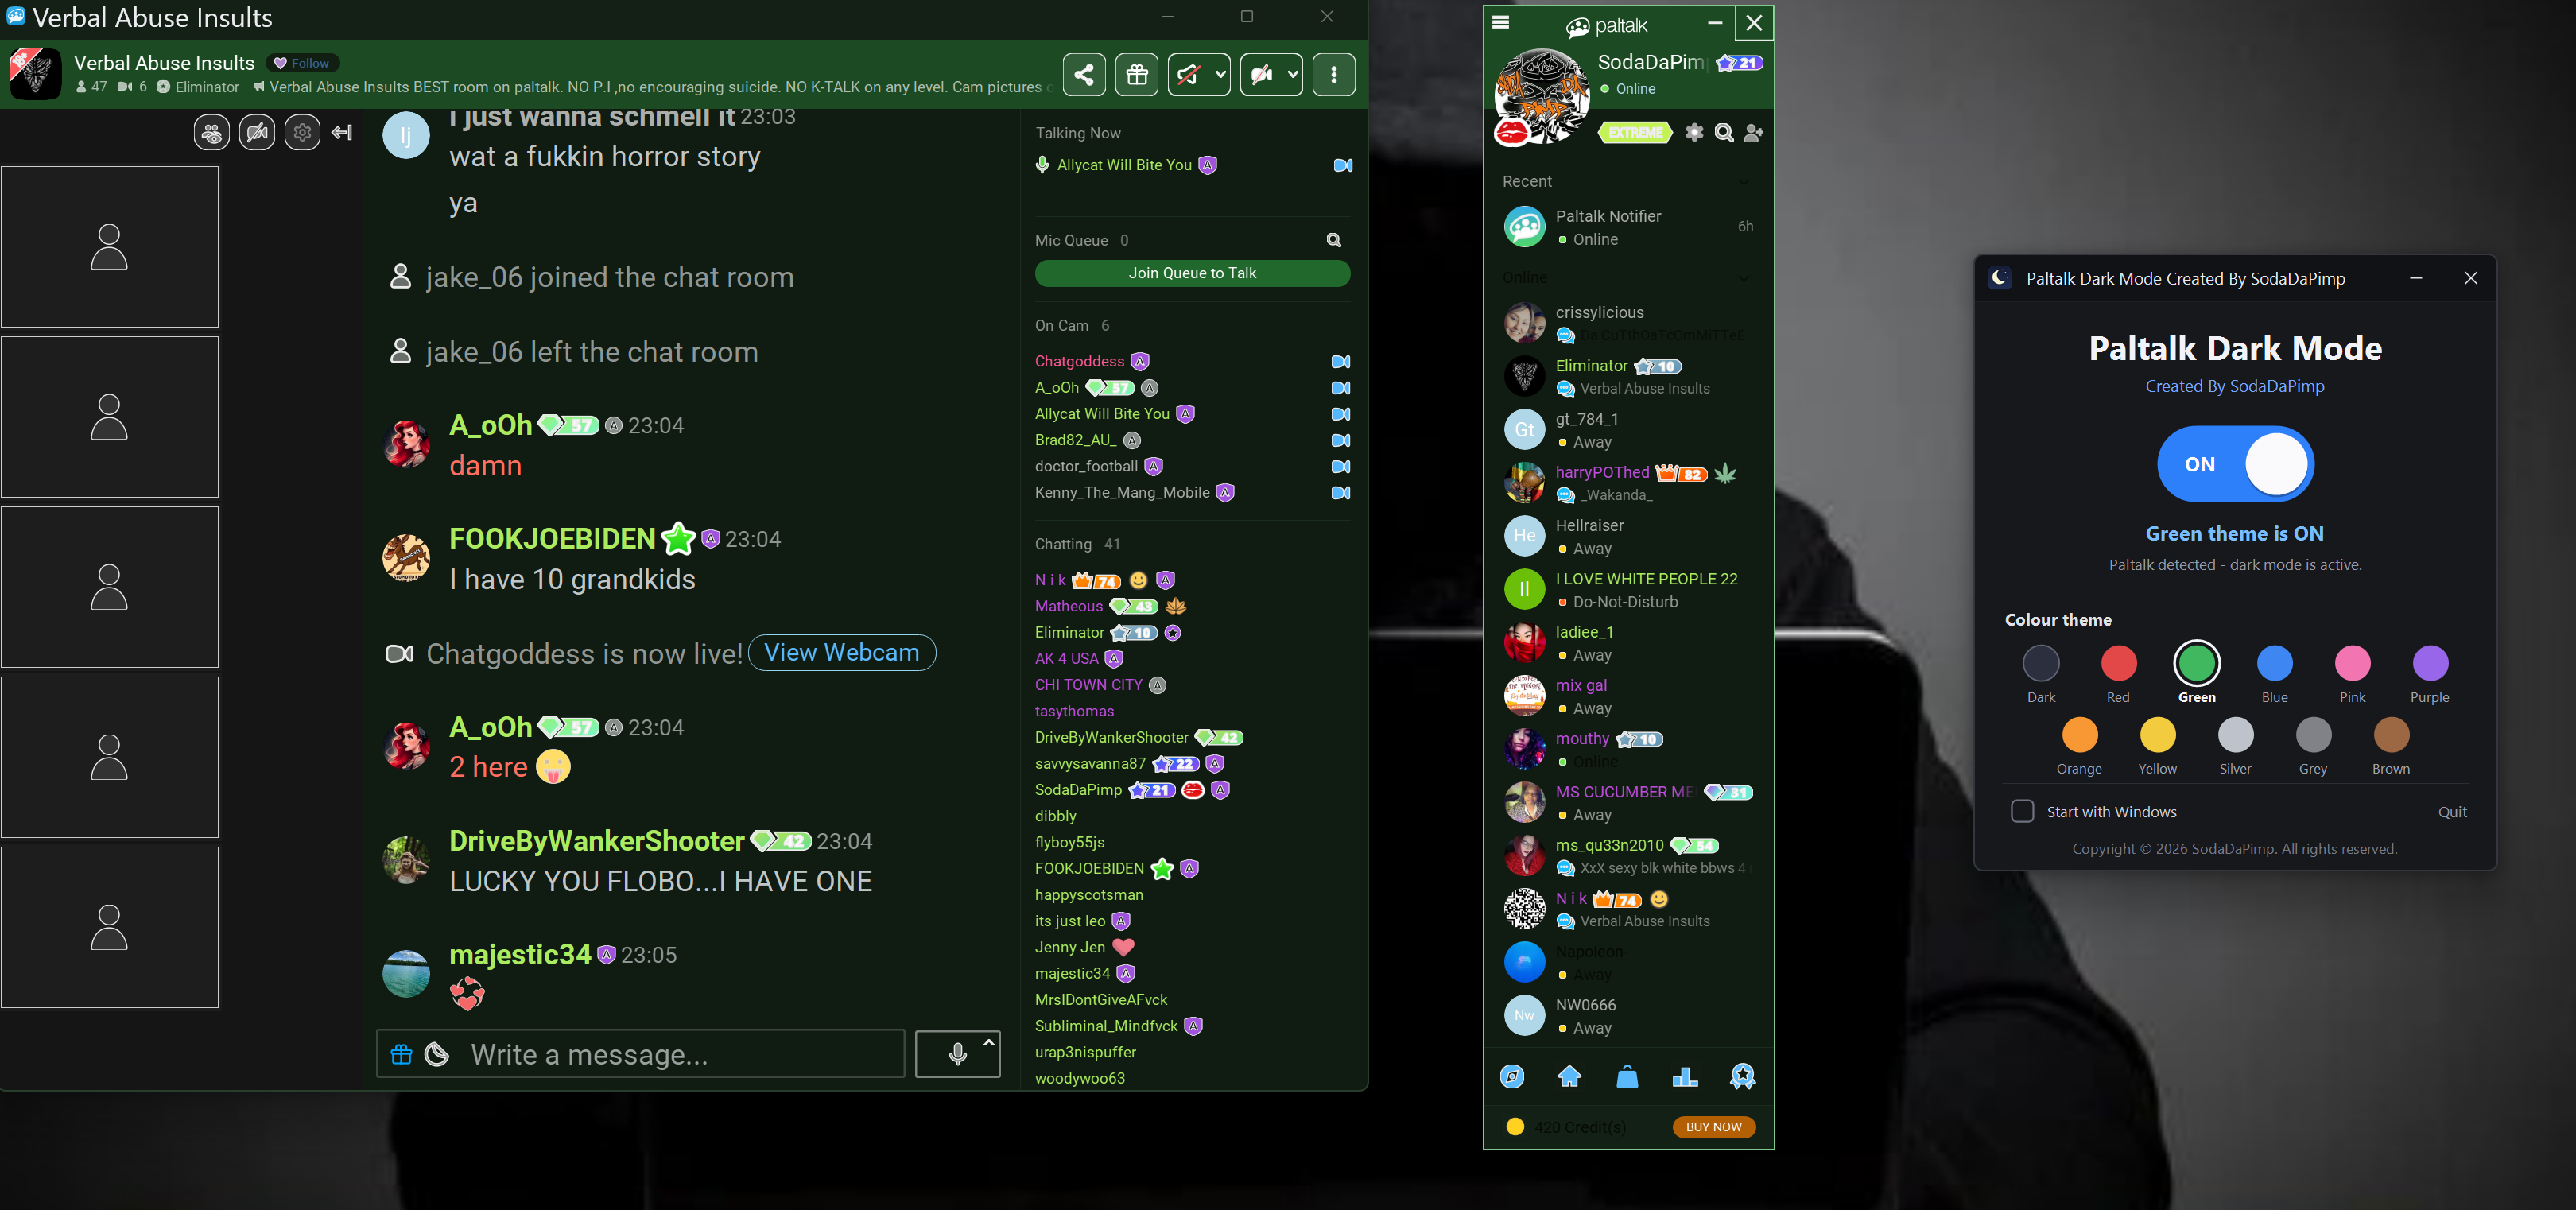 Verbal Abuse Insults
Verbal Abuse Insults Follow
47 6 Eliminator Verbal Abuse Insults BEST room on paltalk. NO P.I ,no encouraging suicide. NO K-TALK on any level. Cam pictures
Ij
I just wanna schmell it 23:03
wat a fukkin horror story
ya
jake_06 joined the chat room
jake_06 left the chat room
A_oOh 57 A 23:04
damn
FOOKJOEBIDEN A 23:04
I have 10 grandkids
Chatgoddess is now live! View Webcam
A_oOh 57 A 23:04
2 here
DriveByWankerShooter 42 23:04
LUCKY YOU FLOBO...I HAVE ONE
majestic34 A 23:05
Write a message...
Talking Now
Allycat Will Bite You A
Mic Queue 0
Join Queue to Talk
On Cam 6
Chatgoddess A
A_oOh 57 A
Allycat Will Bite You A
Brad82_AU_ A
doctor_football A
Kenny_The_Mang_Mobile A
Chatting 41
N i k 74 A
Matheous 43
Eliminator 10
AK 4 USA A
CHI TOWN CITY A
tasythomas
DriveByWankerShooter 42
savvysavanna87 22 A
SodaDaPimp 21 A
dibbly
flyboy55js
FOOKJOEBIDEN A
happyscotsman
its just leo A
Jenny Jen
majestic34 A
MrsIDontGiveAFvck
Subliminal_Mindfvck A
urap3nispuffer
woodywoo63
paltalk
SodaDaPim 21
Online
SODA DA PIMP
EXTREME
Recent
Paltalk Notifier
Online 6h
Online
crissylicious
Da CuTthOaTcOmMITTeE
Eliminator 10
Verbal Abuse Insults
Gt
gt_784_1
Away
harryPOThed 82
_Wakanda_
He
Hellraiser
Away
Il
I LOVE WHITE PEOPLE 22
Do-Not-Disturb
ladiee_1
Away
mix gal
Away
mouthy 10
Online
MS CUCUMBER ME 31
Away
ms_qu33n2010 54
XxX sexy blk white bbws 4
N i k 74
Verbal Abuse Insults
Napoleon-
Away
Nw
NW0666
Away
420 Credit(s) BUY NOW
Paltalk Dark Mode Created By SodaDaPimp
Paltalk Dark Mode
Created By SodaDaPimp
ON
Green theme is ON
Paltalk detected - dark mode is active.
Colour theme
Dark Red Green Blue Pink Purple
Orange Yellow Silver Grey Brown
Start with Windows Quit
Copyright © 2026 SodaDaPimp. All rights reserved.